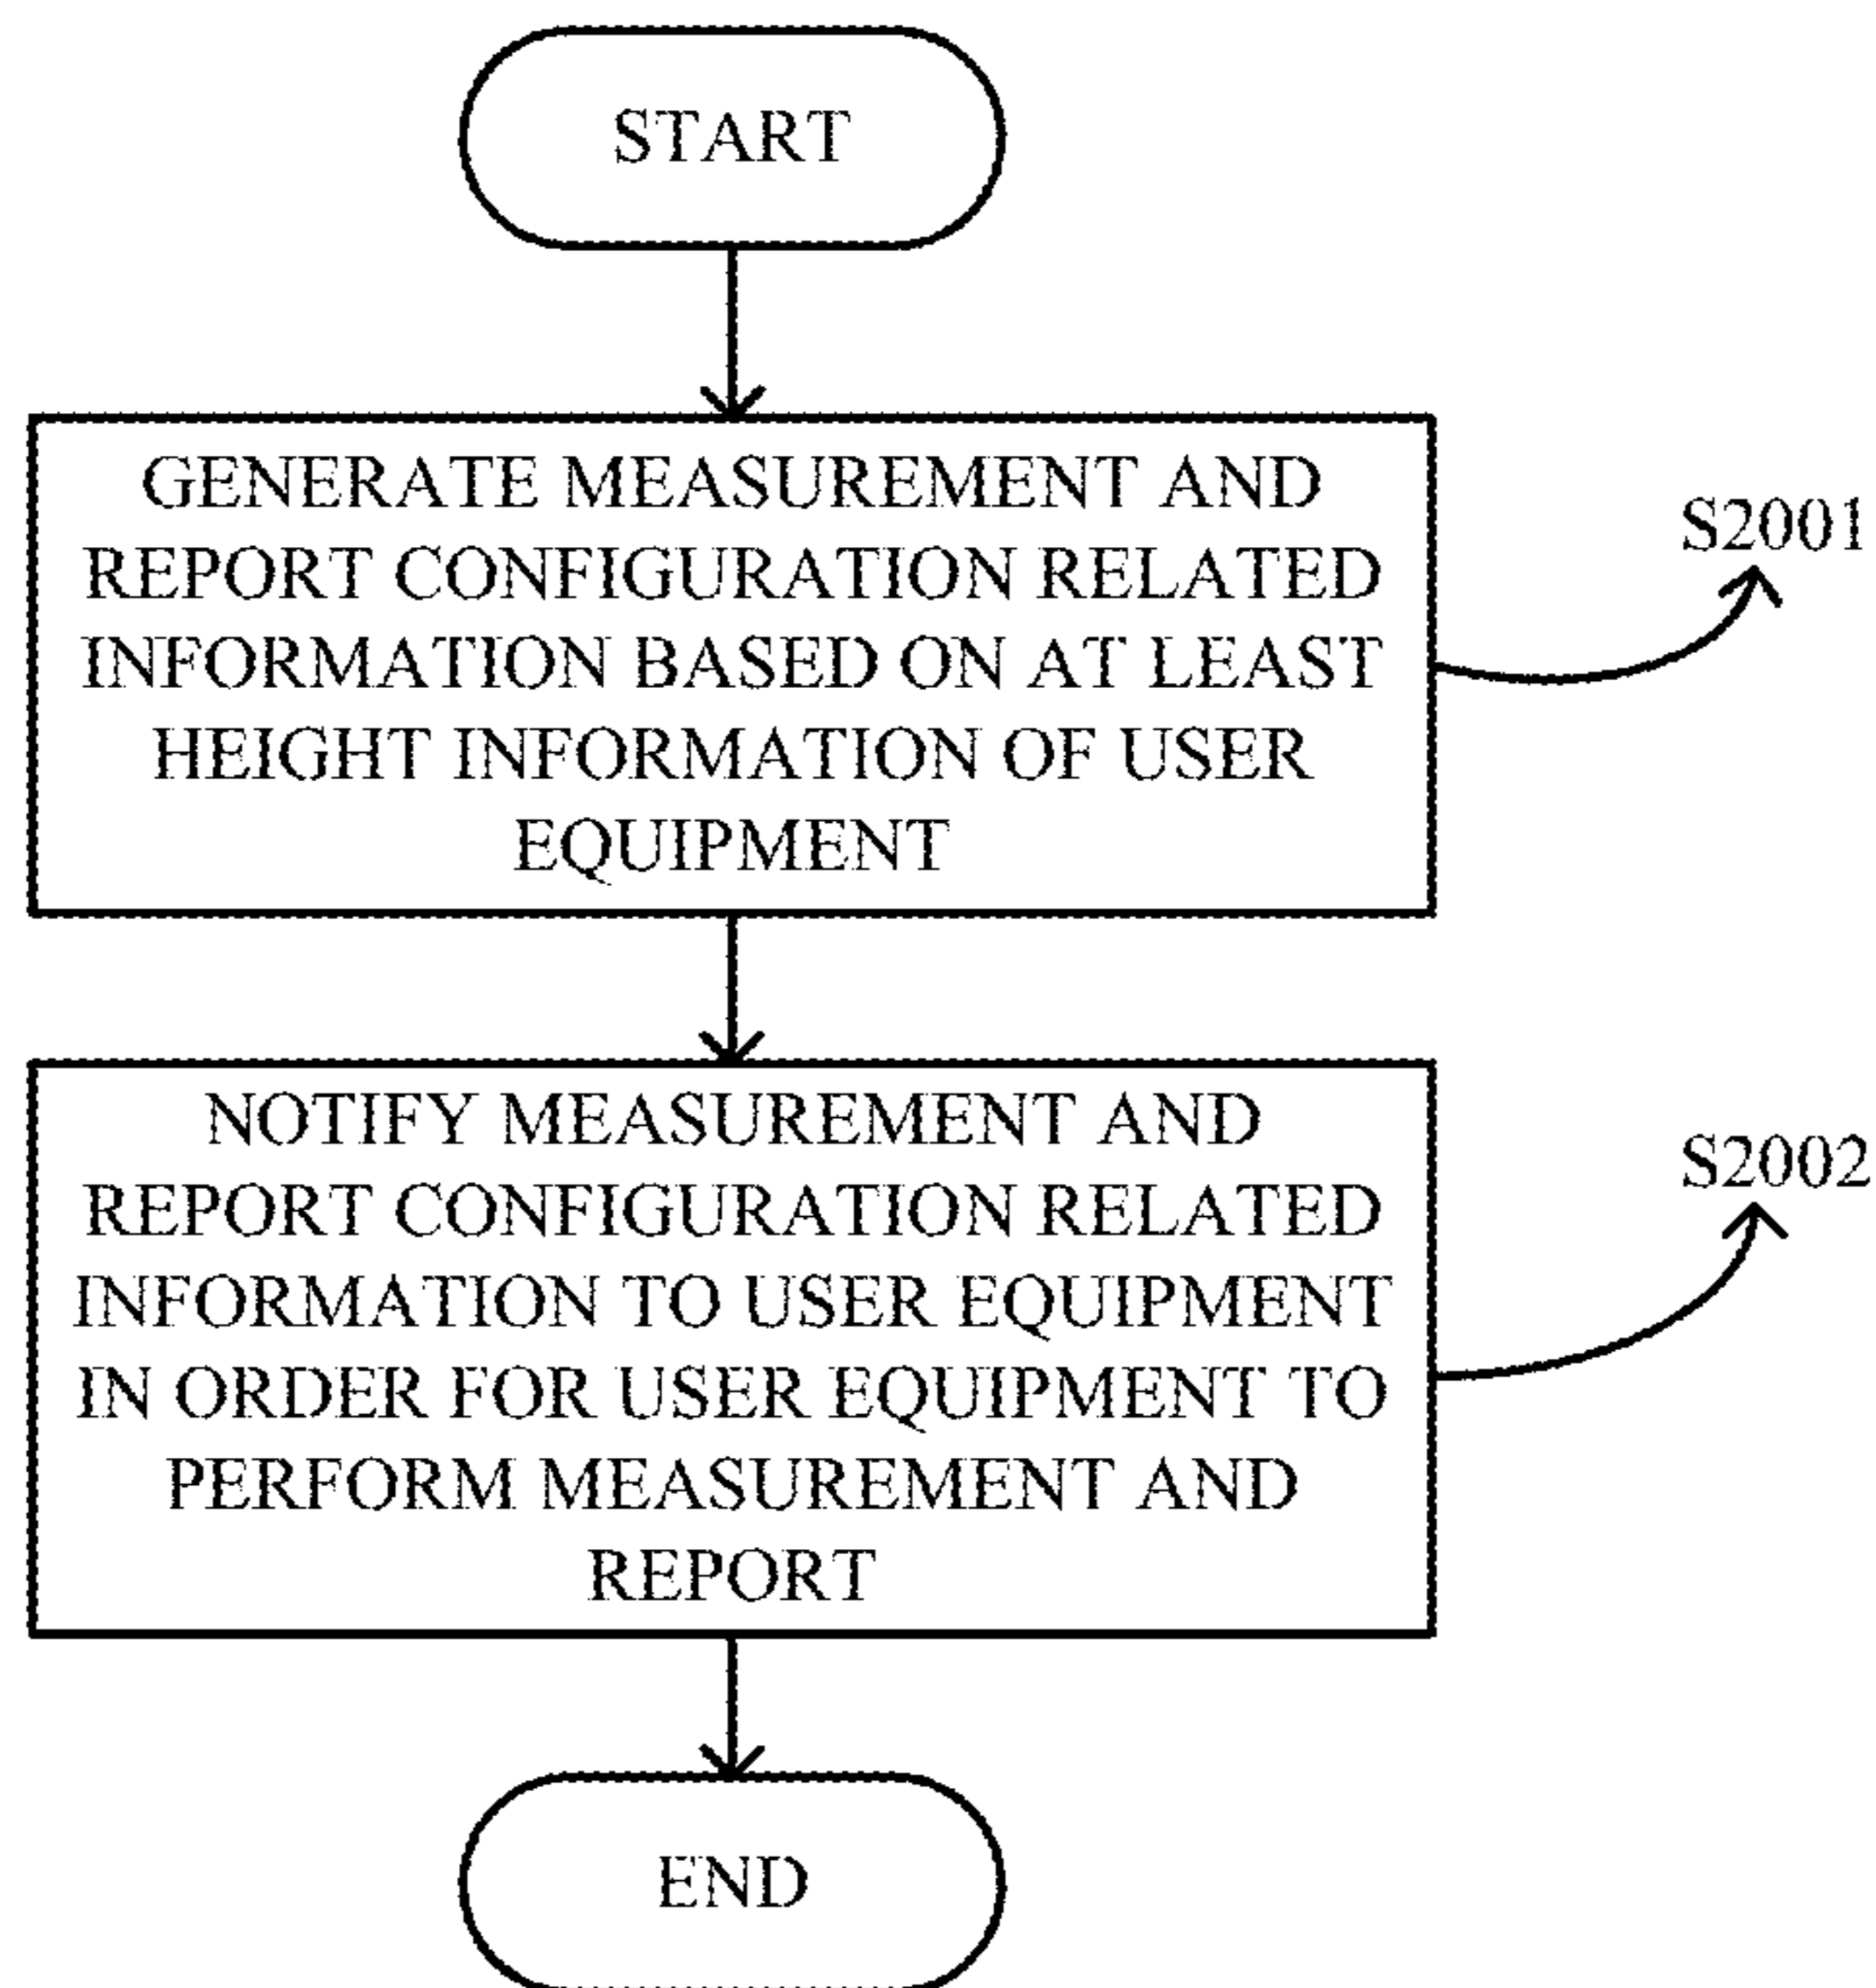 START
GENERATE MEASUREMENT AND
REPORT CONFIGURATION RELATED
INFORMATION BASED ON AT LEAST
HEIGHT INFORMATION OF USER
EQUIPMENT
S2001
NOTIFY MEASUREMENT AND
REPORT CONFIGURATION RELATED
INFORMATION TO USER EQUIPMENT
IN ORDER FOR USER EQUIPMENT TO
PERFORM MEASUREMENT AND
REPORT
S2002
END